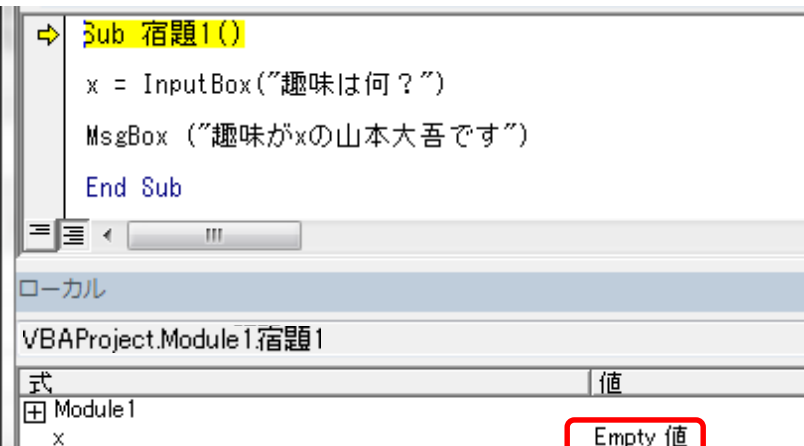 Sub 宿題1()
x = InputBox("趣味は何？")
MsgBox ("趣味がxの山本大吾です")
End Sub
ローカル
VBAProject.Module1.宿題1
式 値
Module1
x Empty 値